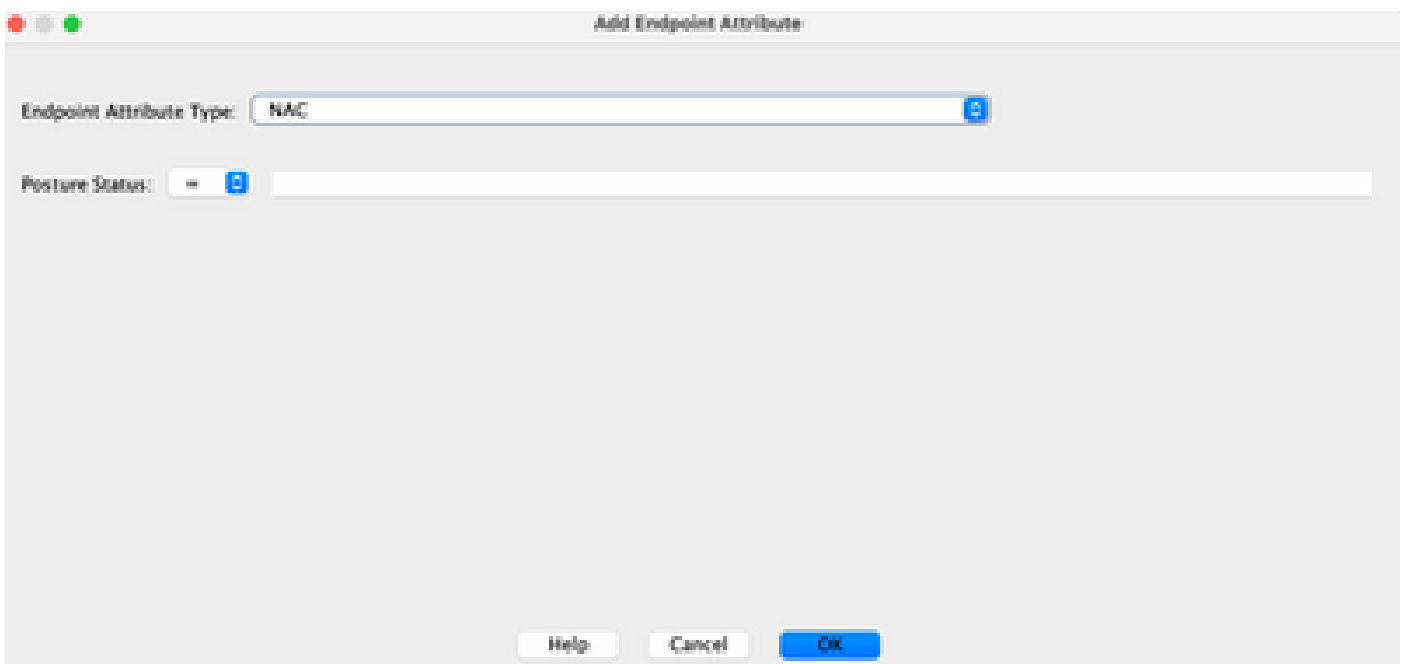 Add Endpoint Attribute
Endpoint Attribute Type: NAC
Posture Status: =
Help Cancel OK